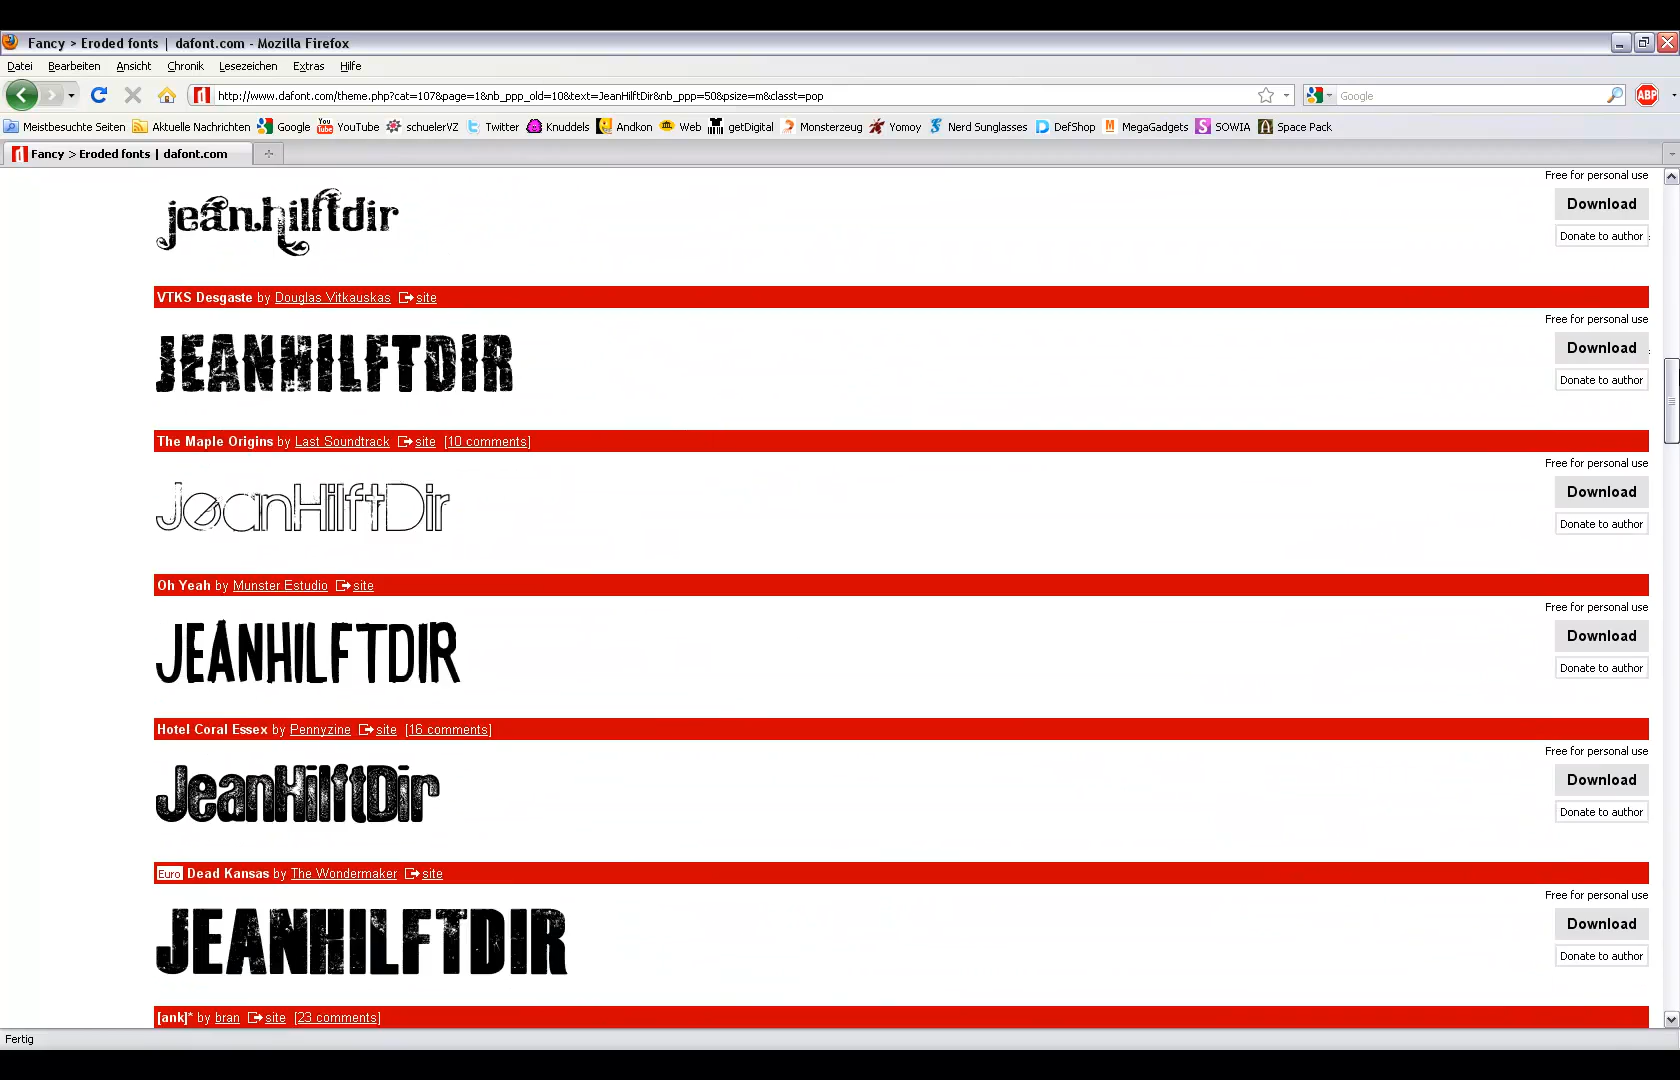 Fancy > Eroded fonts | dafont.com - Mozilla Firefox
Datei Bearbeiten Ansicht Chronik Lesezeichen Extras Hilfe
http://www.dafont.com/theme.php?cat=107&page=1&nb_ppp_old=10&text=JeanHilftDir&nb_ppp=50&psize=m&classt=pop Google ABP
Meistbesuchte Seiten Aktuelle Nachrichten Google You Tube YouTube schuelerVZ Twitter Knuddels Andkon Web getDigital Monsterzeug Yomoy Nerd Sunglasses DefShop MegaGadgets SOWIA Space Pack
Fancy > Eroded fonts | dafont.com
Free for personal use
jeanhilftdir
Download
Donate to author
VTKS Desgaste by Douglas Vitkauskas site
Free for personal use
JEANHILFTDIR
Download
Donate to author
The Maple Origins by Last Soundtrack site [10 comments]
Free for personal use
JeanHilftDir
Download
Donate to author
Oh Yeah by Munster Estudio site
Free for personal use
JEANHILFTDIR
Download
Donate to author
Hotel Coral Essex by Pennyzine site [16 comments]
Free for personal use
JeanHilftDir
Download
Donate to author
Euro Dead Kansas by The Wondermaker site
Free for personal use
JEANHILFTDIR
Download
Donate to author
[ank]* by bran site [23 comments]
Fertig